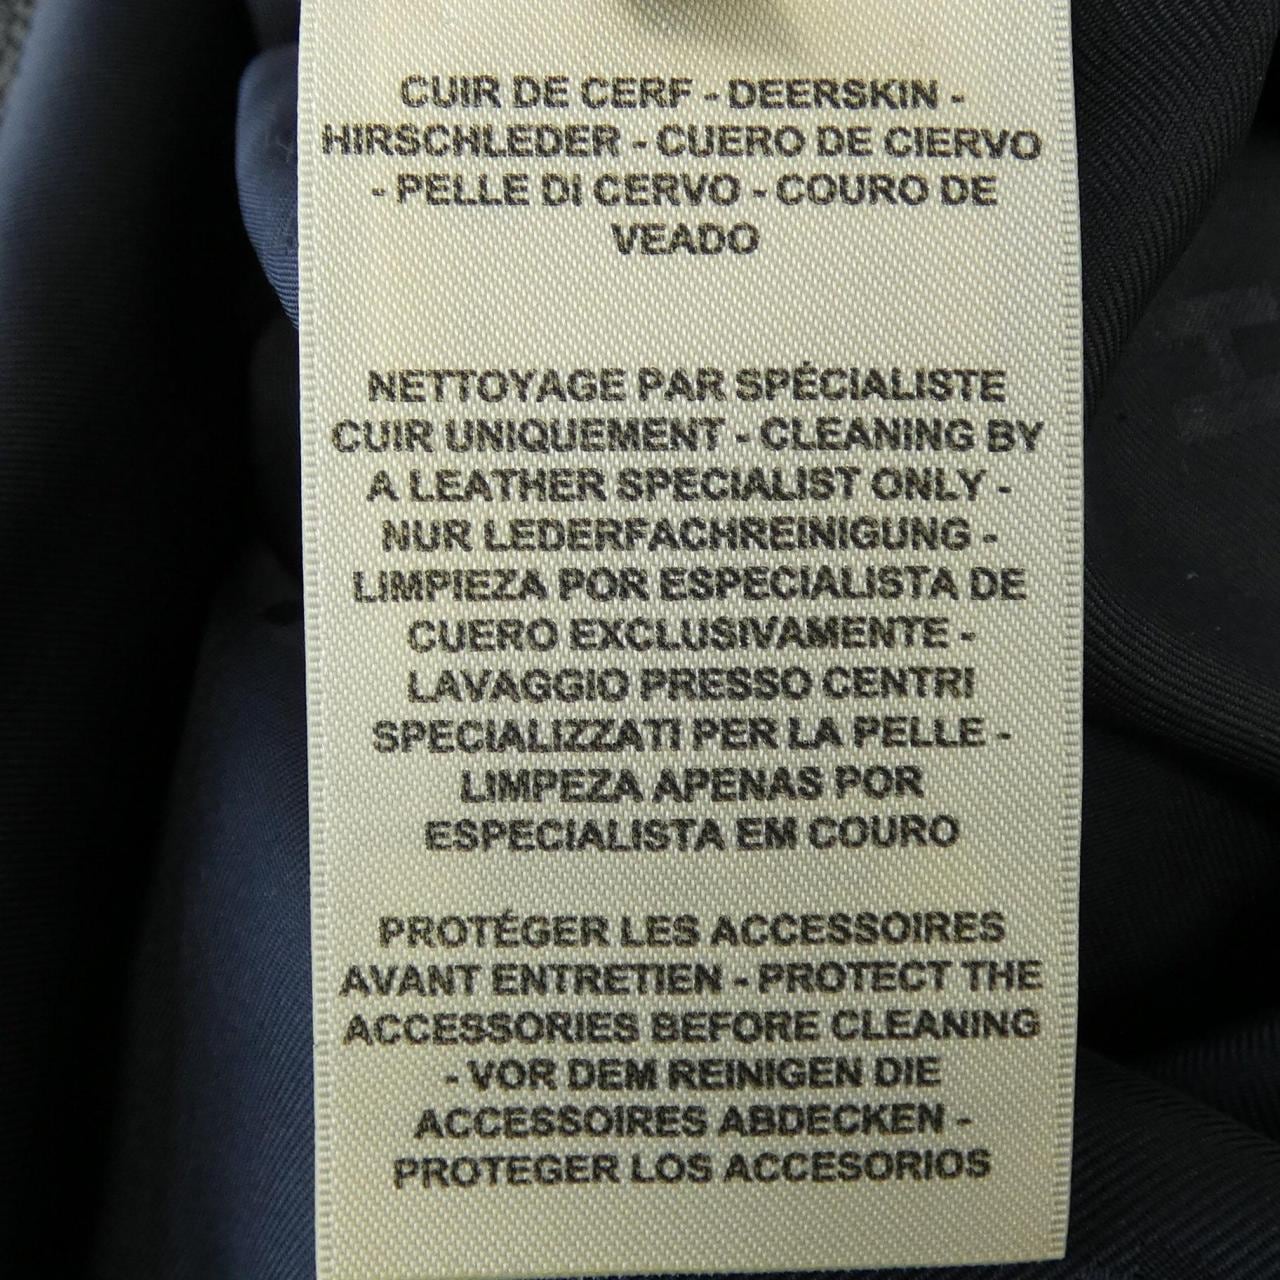 CUIR DE CERF - DEERSKIN -
HIRSCHLEDER - CUERO DE CIERVO
- PELLE DI CERVO - COURO DE
VEADO
NETTOYAGE PAR SPÉCIALISTE
CUIR UNIQUEMENT - CLEANING BY
A LEATHER SPECIALIST ONLY -
NUR LEDERFACHREINIGUNG -
LIMPIEZA POR ESPECIALISTA DE
CUERO EXCLUSIVAMENTE -
LAVAGGIO PRESSO CENTRI
SPECIALIZZATI PER LA PELLE -
LIMPEZA APENAS POR
ESPECIALISTA EM COURO
PROTÉGER LES ACCESSOIRES
AVANT ENTRETIEN - PROTECT THE
ACCESSORIES BEFORE CLEANING
- VOR DEM REINIGEN DIE
ACCESSOIRES ABDECKEN -
PROTEGER LOS ACCESORIOS